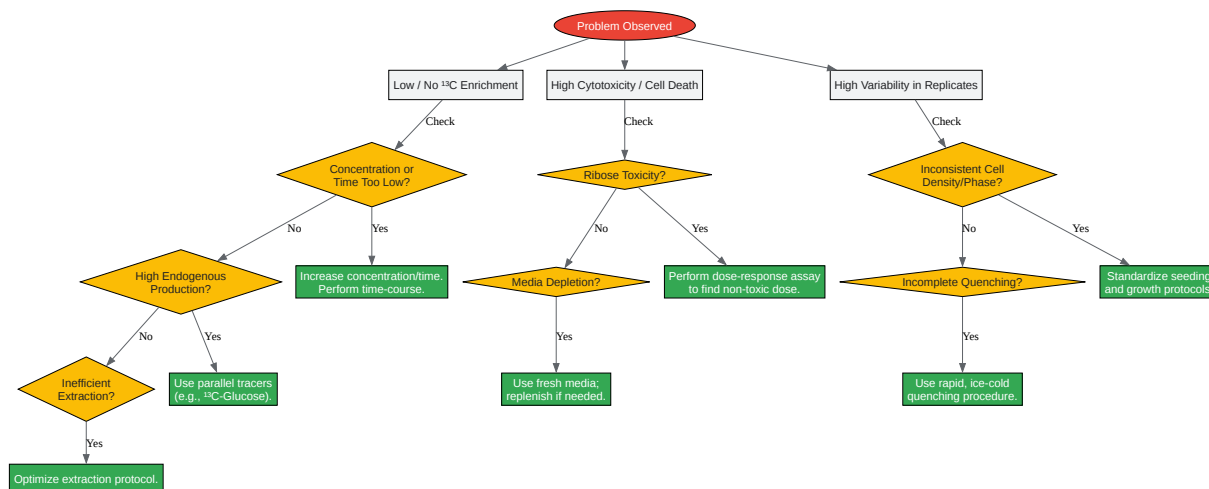 Problem Observed
Low / No ¹³C Enrichment
High Cytotoxicity / Cell Death
High Variability in Replicates
Check
Check
Check
Concentration or
Time Too Low?
Ribose Toxicity?
Inconsistent Cell
Density/Phase?
No
Yes
No
Yes
No
Yes
High Endogenous
Production?
Increase concentration/time.
Perform time-course.
Media Depletion?
Perform dose-response assay
to find non-toxic dose.
Incomplete Quenching?
Standardize seeding
and growth protocols.
No
Yes
Yes
Yes
Inefficient
Extraction?
Use parallel tracers
(e.g., ¹³C-Glucose).
Use fresh media;
replenish if needed.
Use rapid, ice-cold
quenching procedure.
Yes
Optimize extraction protocol.